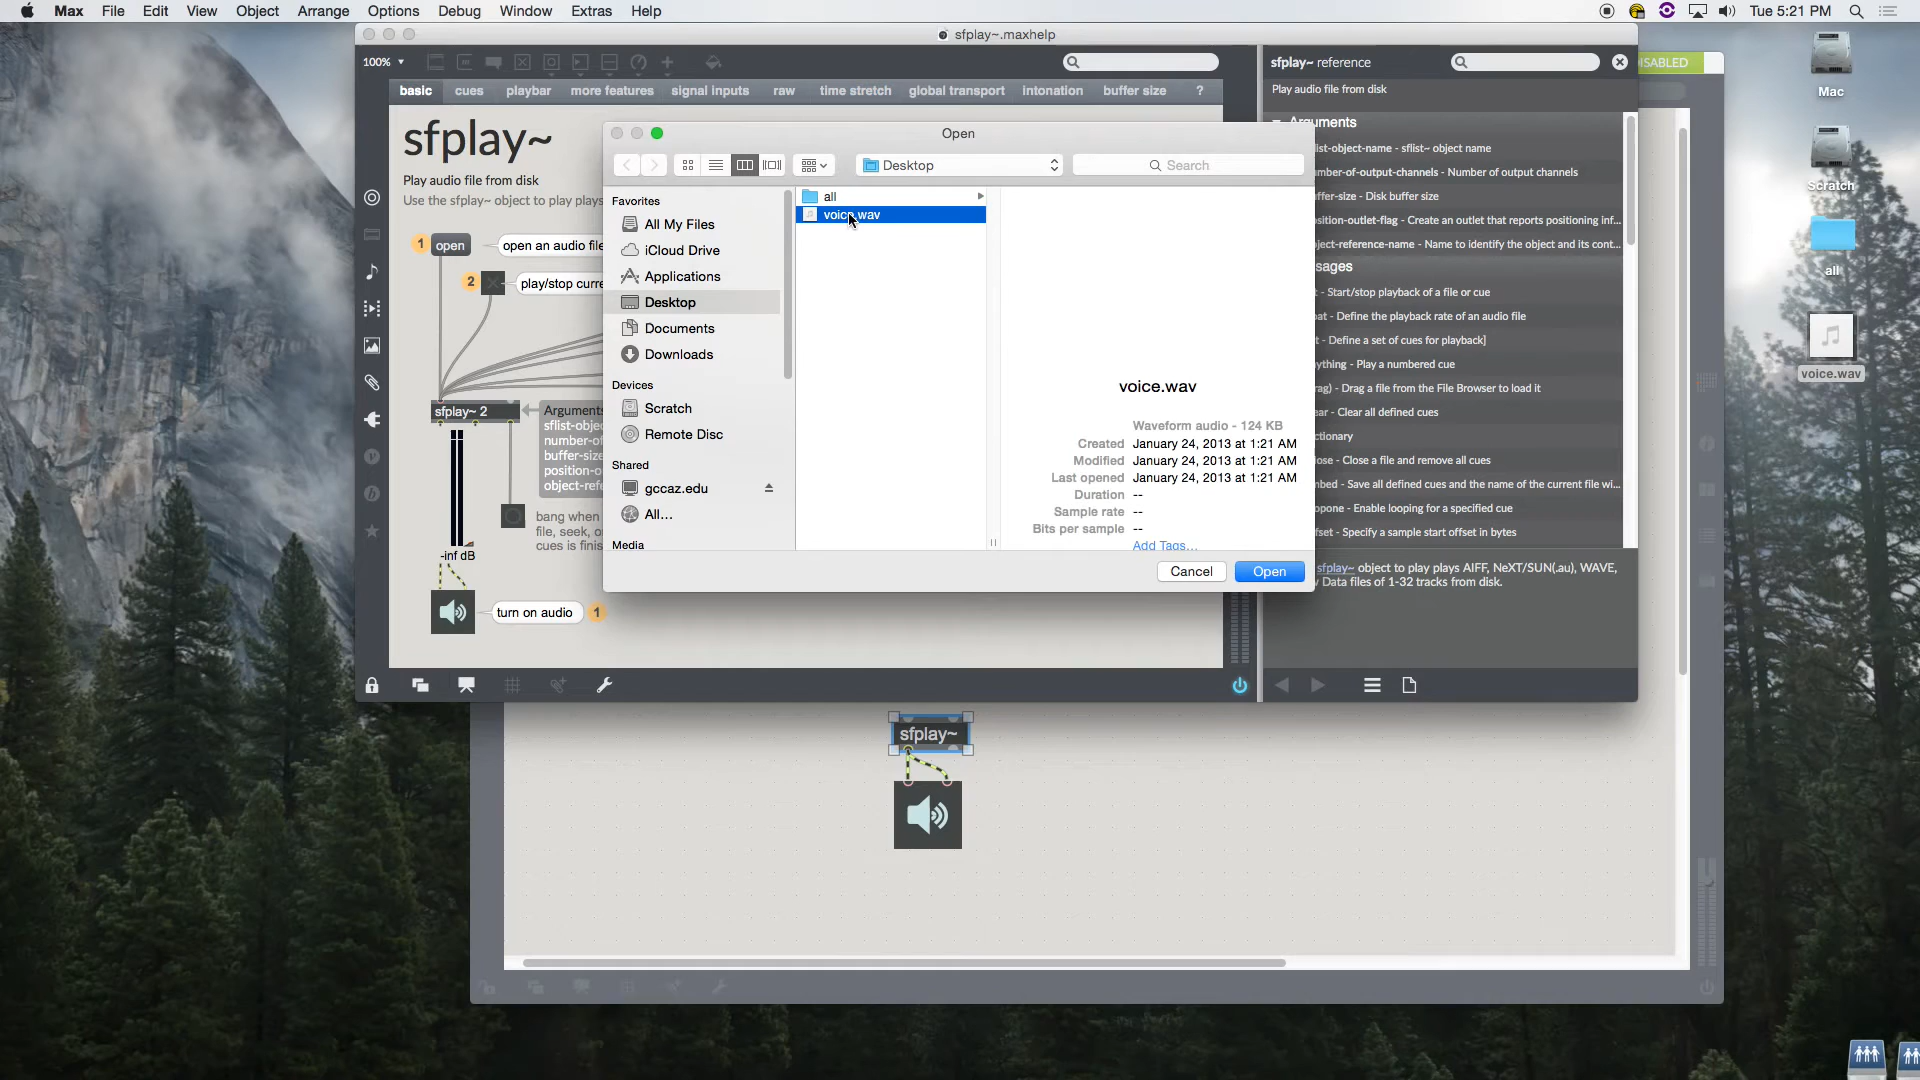 Max File Edit View Object Arrange Options Debug Window Extras Help Tue 5:21 PM
sfplay~.maxhelp
100%
sfplay~ reference
ISABLED
basic cues playbar more features signal inputs raw time stretch global transport intonation buffer size ?
Play audio file from disk
sfplay~
Play audio file from disk
Use the sfplay~ object to play plays
1 open open an audio file
2 play/stop curre
sfplay~ 2
Arguments
sflist-objec
number-of
buffer-size
position-o
object-refe
bang when
file, seek, o
cues is finis
-inf dB
turn on audio 1
Open
Desktop
Search
Favorites
All My Files
iCloud Drive
Applications
Desktop
Documents
Downloads
Devices
Scratch
Remote Disc
Shared
gccaz.edu
All...
Media
all
voice.wav
voice.wav
Waveform audio - 124 KB
Created January 24, 2013 at 1:21 AM
Modified January 24, 2013 at 1:21 AM
Last opened January 24, 2013 at 1:21 AM
Duration --
Sample rate --
Bits per sample --
Add Tags...
Cancel Open
Arguments
list-object-name - sflist~ object name
mber-of-output-channels - Number of output channels
ffer-size - Disk buffer size
sition-outlet-flag - Create an outlet that reports positioning inf...
ject-reference-name - Name to identify the object and its cont...
sages
t - Start/stop playback of a file or cue
oat - Define the playback rate of an audio file
t - Define a set of cues for playback]
ything - Play a numbered cue
rag) - Drag a file from the File Browser to load it
ear - Clear all defined cues
ctionary
ose - Close a file and remove all cues
nbed - Save all defined cues and the name of the current file wi...
opone - Enable looping for a specified cue
fset - Specify a sample start offset in bytes
sfplay~ object to play plays AIFF, NeXT/SUN(.au), WAVE,
Data files of 1-32 tracks from disk.
sfplay~
Mac
Scratch
all
voice.wav